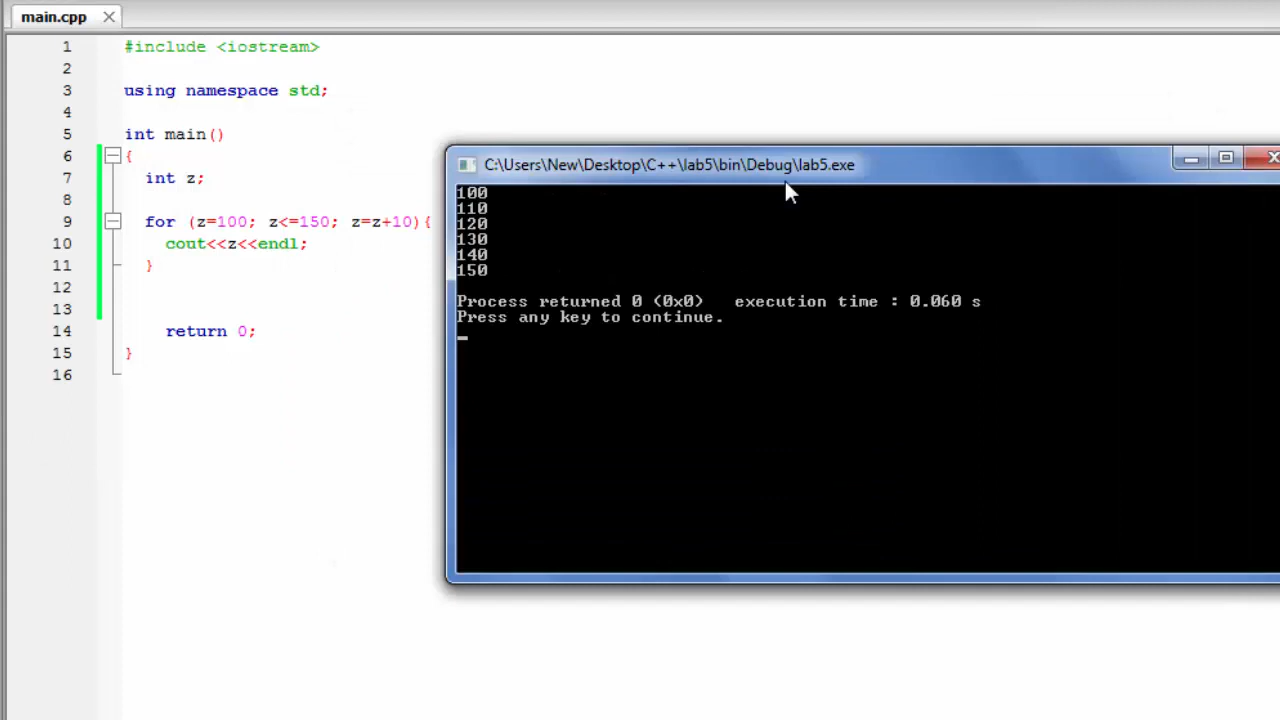 main.cpp
1 #include <iostream>
2
3 using namespace std;
4
5 int main()
6 {
7 int z;
8
9 for (z=100; z<=150; z=z+10){
10 cout<<z<<endl;
11 }
12
13
14 return 0;
15 }
16
C:\Users\New\Desktop\C++\lab5\bin\Debug\lab5.exe
100
110
120
130
140
150
Process returned 0 (0x0) execution time : 0.060 s
Press any key to continue.